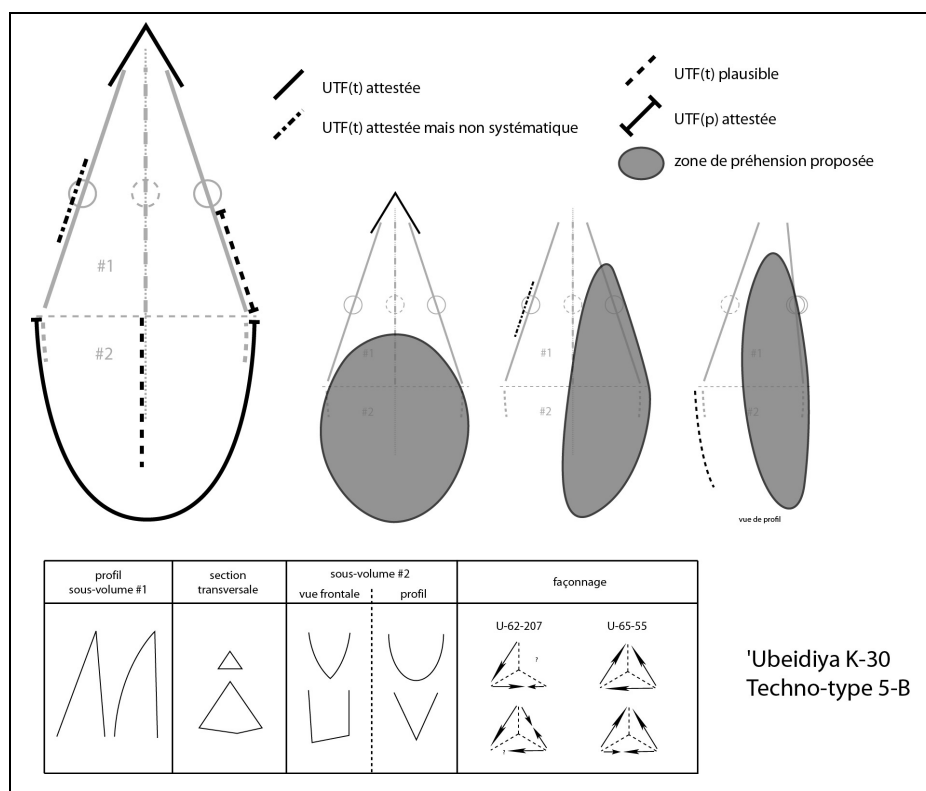 UTF(t) attestée
UTF(t) attestée mais non systématique
UTF(t) plausible
UTF(p) attestée
zone de préhension proposée
#1
#2
#1
#2
#1
#2
#1
#2
vue de profil
profil
sous-volume #1
section
transversale
sous-volume #2
vue frontale
profil
façonnage
U-62-207
U-65-55
?
?
'Ubeidiya K-30
Techno-type 5-B